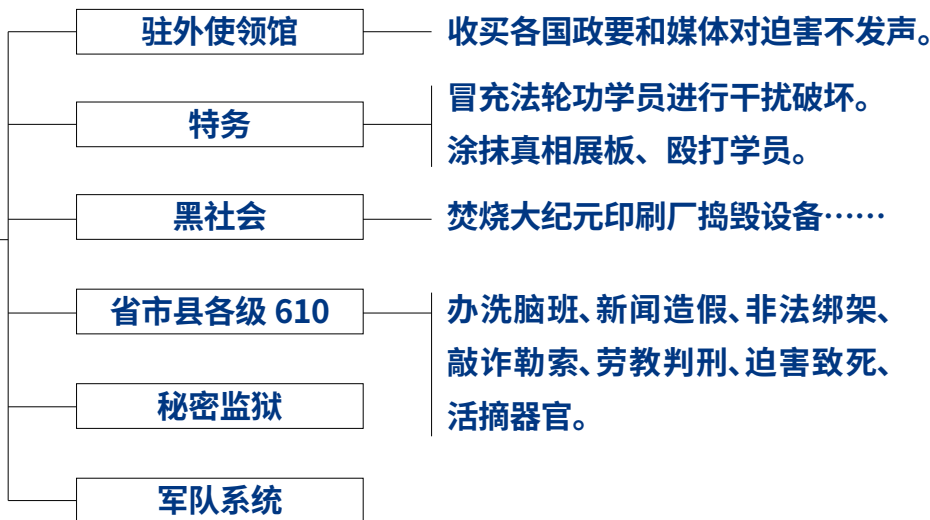 驻外使领馆
收买各国政要和媒体对迫害不发声。
特务
冒充法轮功学员进行干扰破坏。
涂抹真相展板、殴打学员。
黑社会
焚烧大纪元印刷厂捣毁设备……
省市县各级 610
办洗脑班、新闻造假、非法绑架、
敲诈勒索、劳教判刑、迫害致死、
活摘器官。
秘密监狱
军队系统